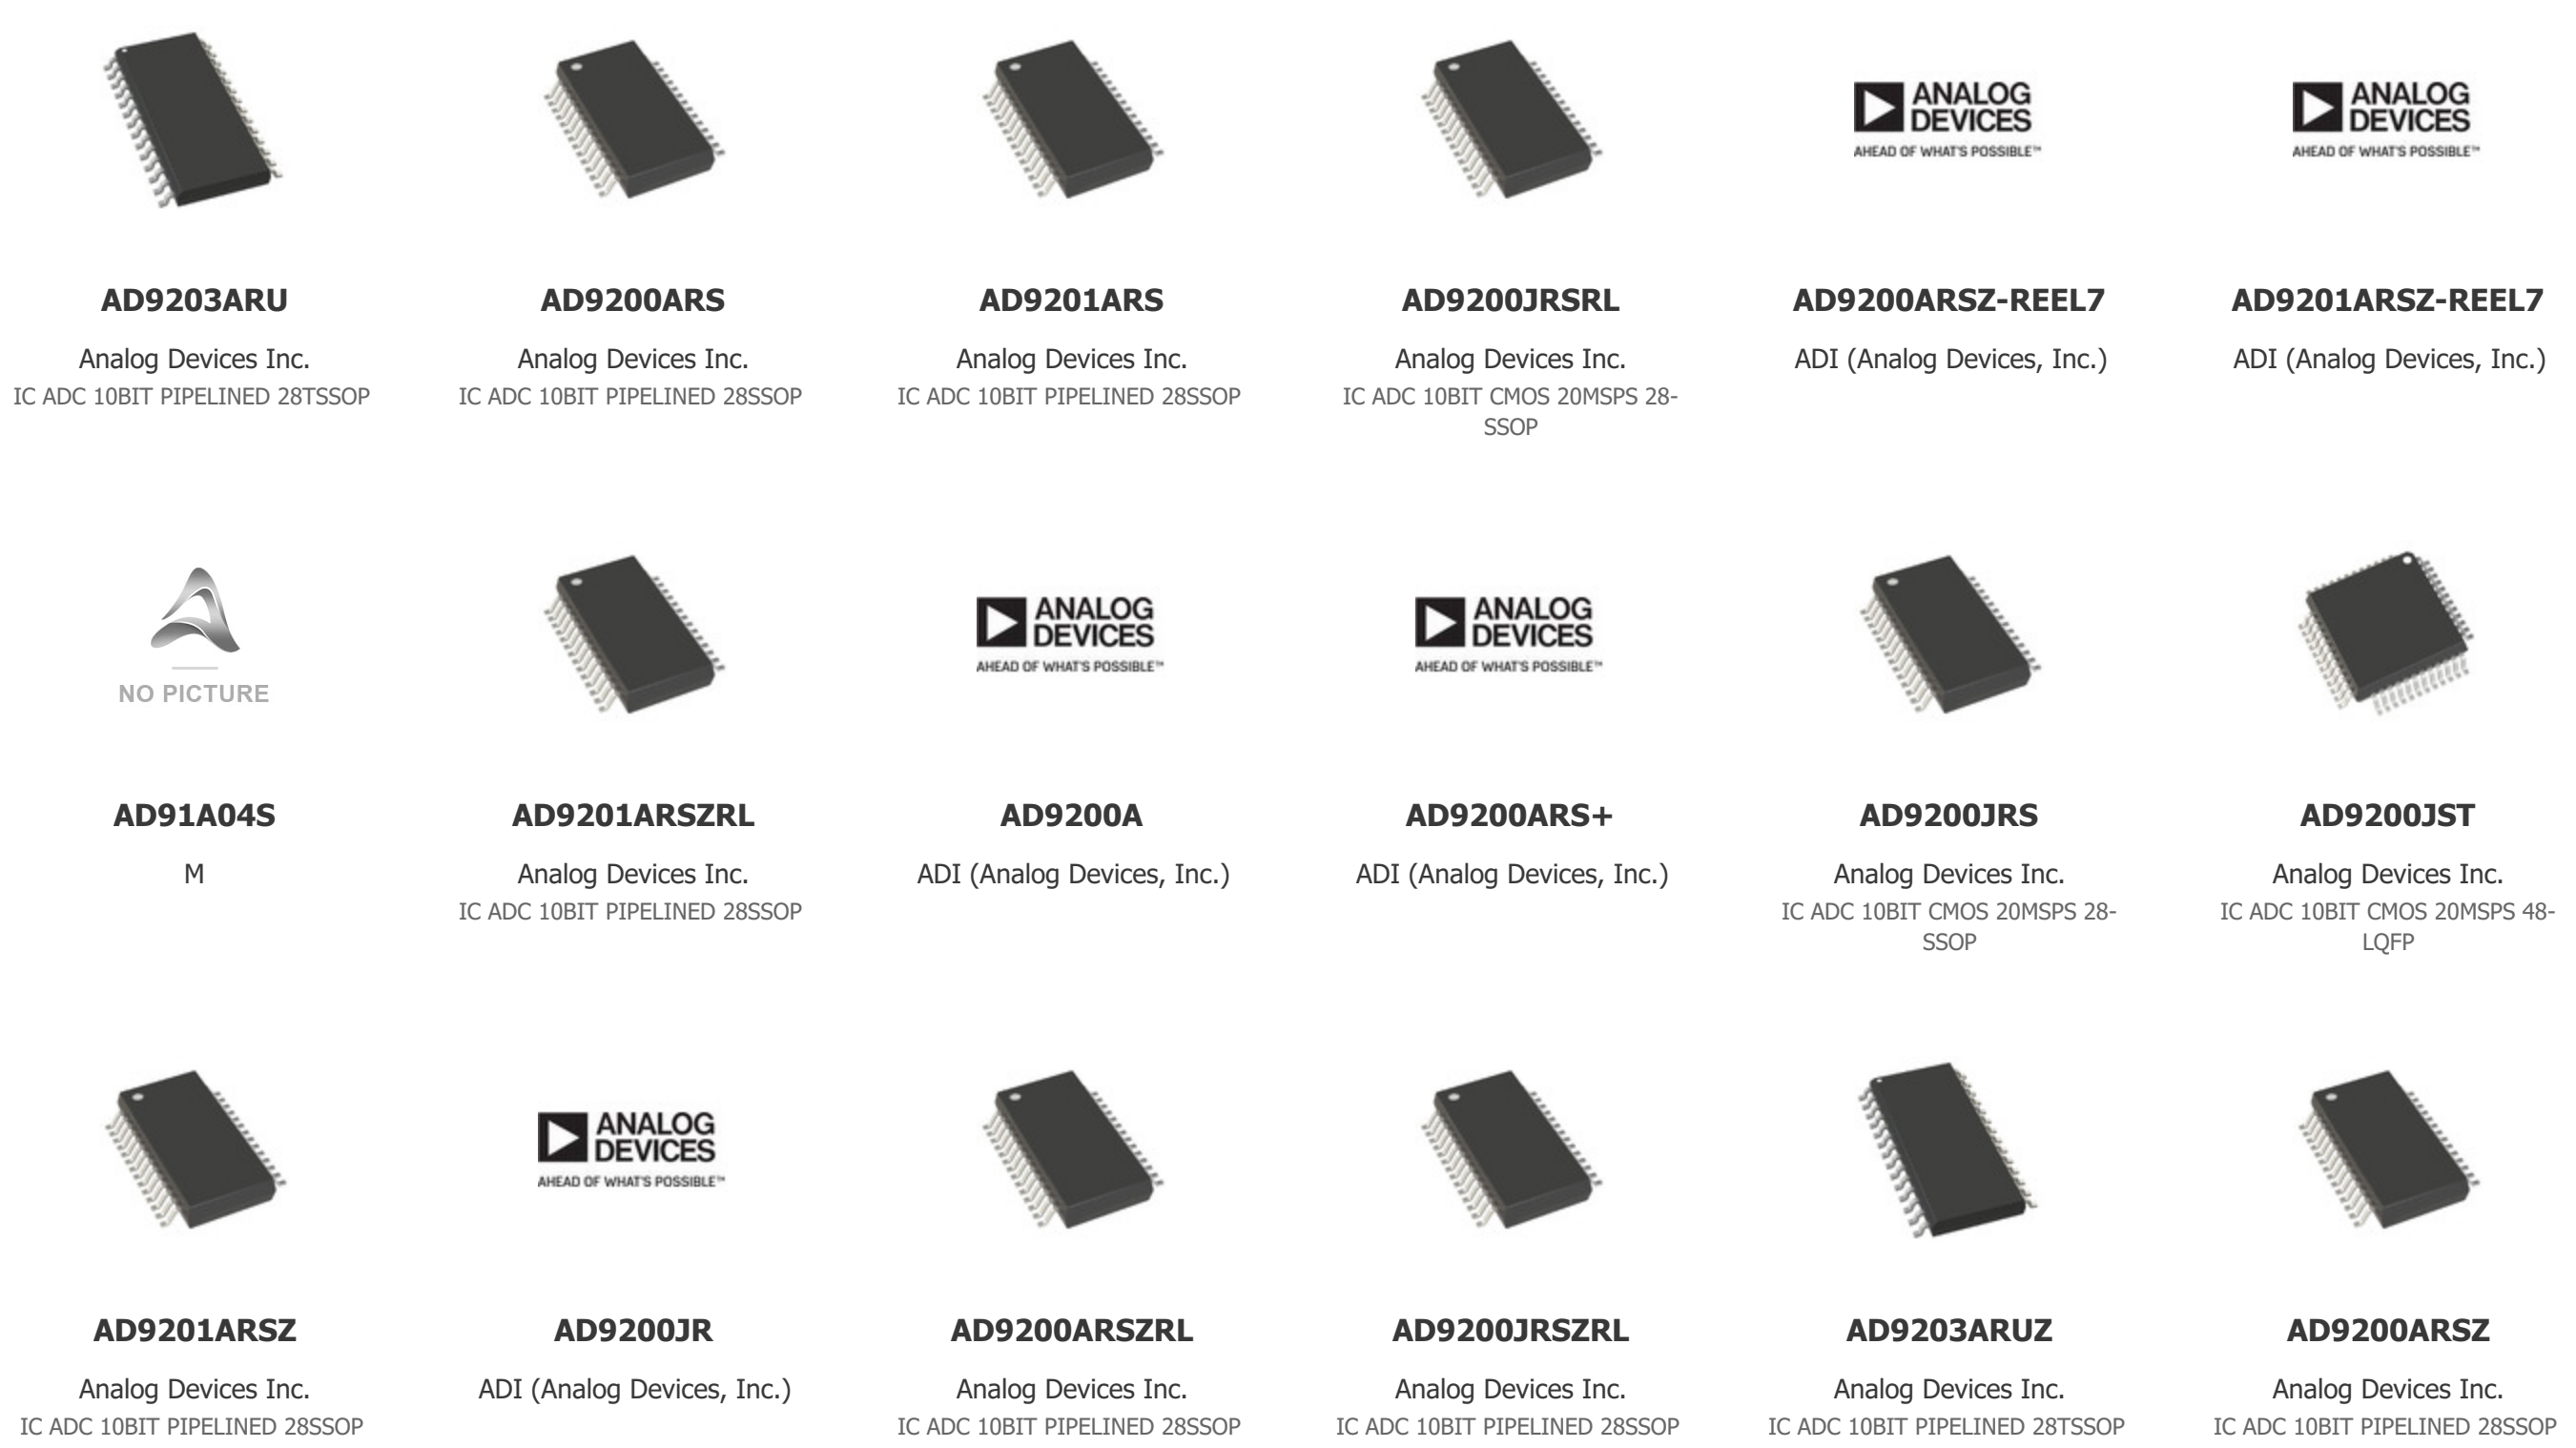 ANALOG
DEVICES
AHEAD OF WHAT'S POSSIBLE™
ANALOG
DEVICES
AHEAD OF WHAT'S POSSIBLE™
AD9203ARU
Analog Devices Inc.
IC ADC 10BIT PIPELINED 28TSSOP
AD9200ARS
Analog Devices Inc.
IC ADC 10BIT PIPELINED 28SSOP
AD9201ARS
Analog Devices Inc.
IC ADC 10BIT PIPELINED 28SSOP
AD9200JRSRL
Analog Devices Inc.
IC ADC 10BIT CMOS 20MSPS 28-
SSOP
AD9200ARSZ-REEL7
ADI (Analog Devices, Inc.)
AD9201ARSZ-REEL7
ADI (Analog Devices, Inc.)
NO PICTURE
AD91A04S
M
AD9201ARSZRL
Analog Devices Inc.
IC ADC 10BIT PIPELINED 28SSOP
ANALOG
DEVICES
AHEAD OF WHAT'S POSSIBLE™
AD9200A
ADI (Analog Devices, Inc.)
ANALOG
DEVICES
AHEAD OF WHAT'S POSSIBLE™
AD9200ARS+
ADI (Analog Devices, Inc.)
AD9200JRS
Analog Devices Inc.
IC ADC 10BIT CMOS 20MSPS 28-
SSOP
AD9200JST
Analog Devices Inc.
IC ADC 10BIT CMOS 20MSPS 48-
LQFP
AD9201ARSZ
Analog Devices Inc.
IC ADC 10BIT PIPELINED 28SSOP
ANALOG
DEVICES
AHEAD OF WHAT'S POSSIBLE™
AD9200JR
ADI (Analog Devices, Inc.)
AD9200ARSZRL
Analog Devices Inc.
IC ADC 10BIT PIPELINED 28SSOP
AD9200JRSZRL
Analog Devices Inc.
IC ADC 10BIT PIPELINED 28SSOP
AD9203ARUZ
Analog Devices Inc.
IC ADC 10BIT PIPELINED 28TSSOP
AD9200ARSZ
Analog Devices Inc.
IC ADC 10BIT PIPELINED 28SSOP